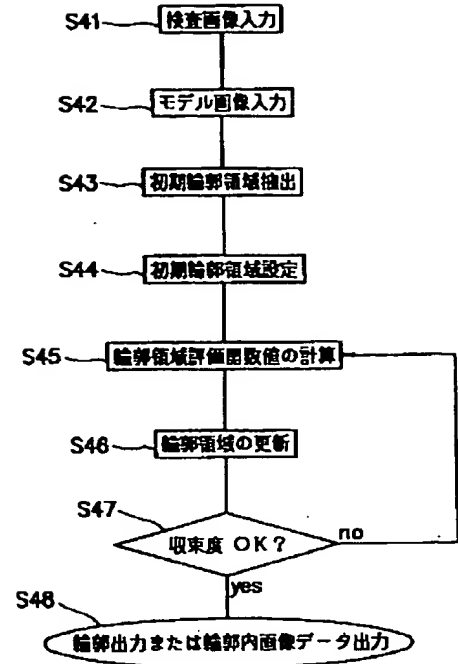 S41 検査画像入力
S42 モデル画像入力
S43 初期輪郭領域抽出
S44 初期輪郭領域設定
S45 輪郭領域評価関数値の計算
S46 輪郭領域の更新
S47 収束度 OK?
no
yes
S48 輪郭出力または輪郭内画像データ出力